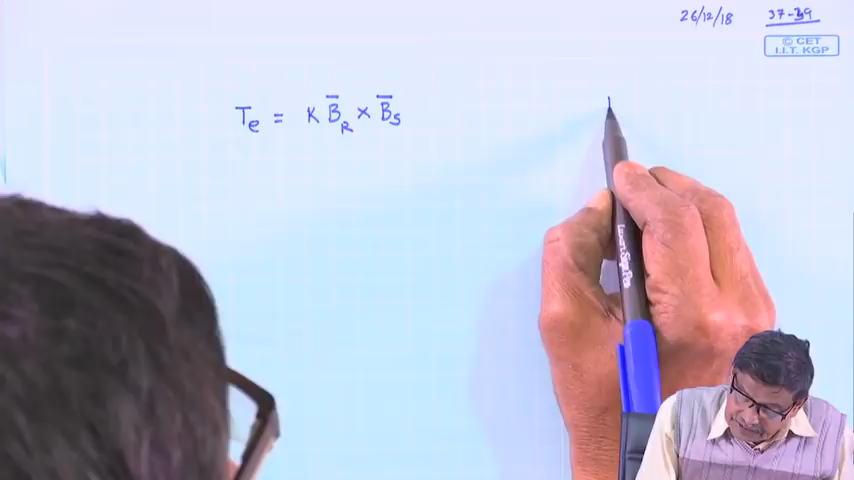 26/12/18 37-39
© CET
I.I.T. KGP
Te = K B̅R × B̅S